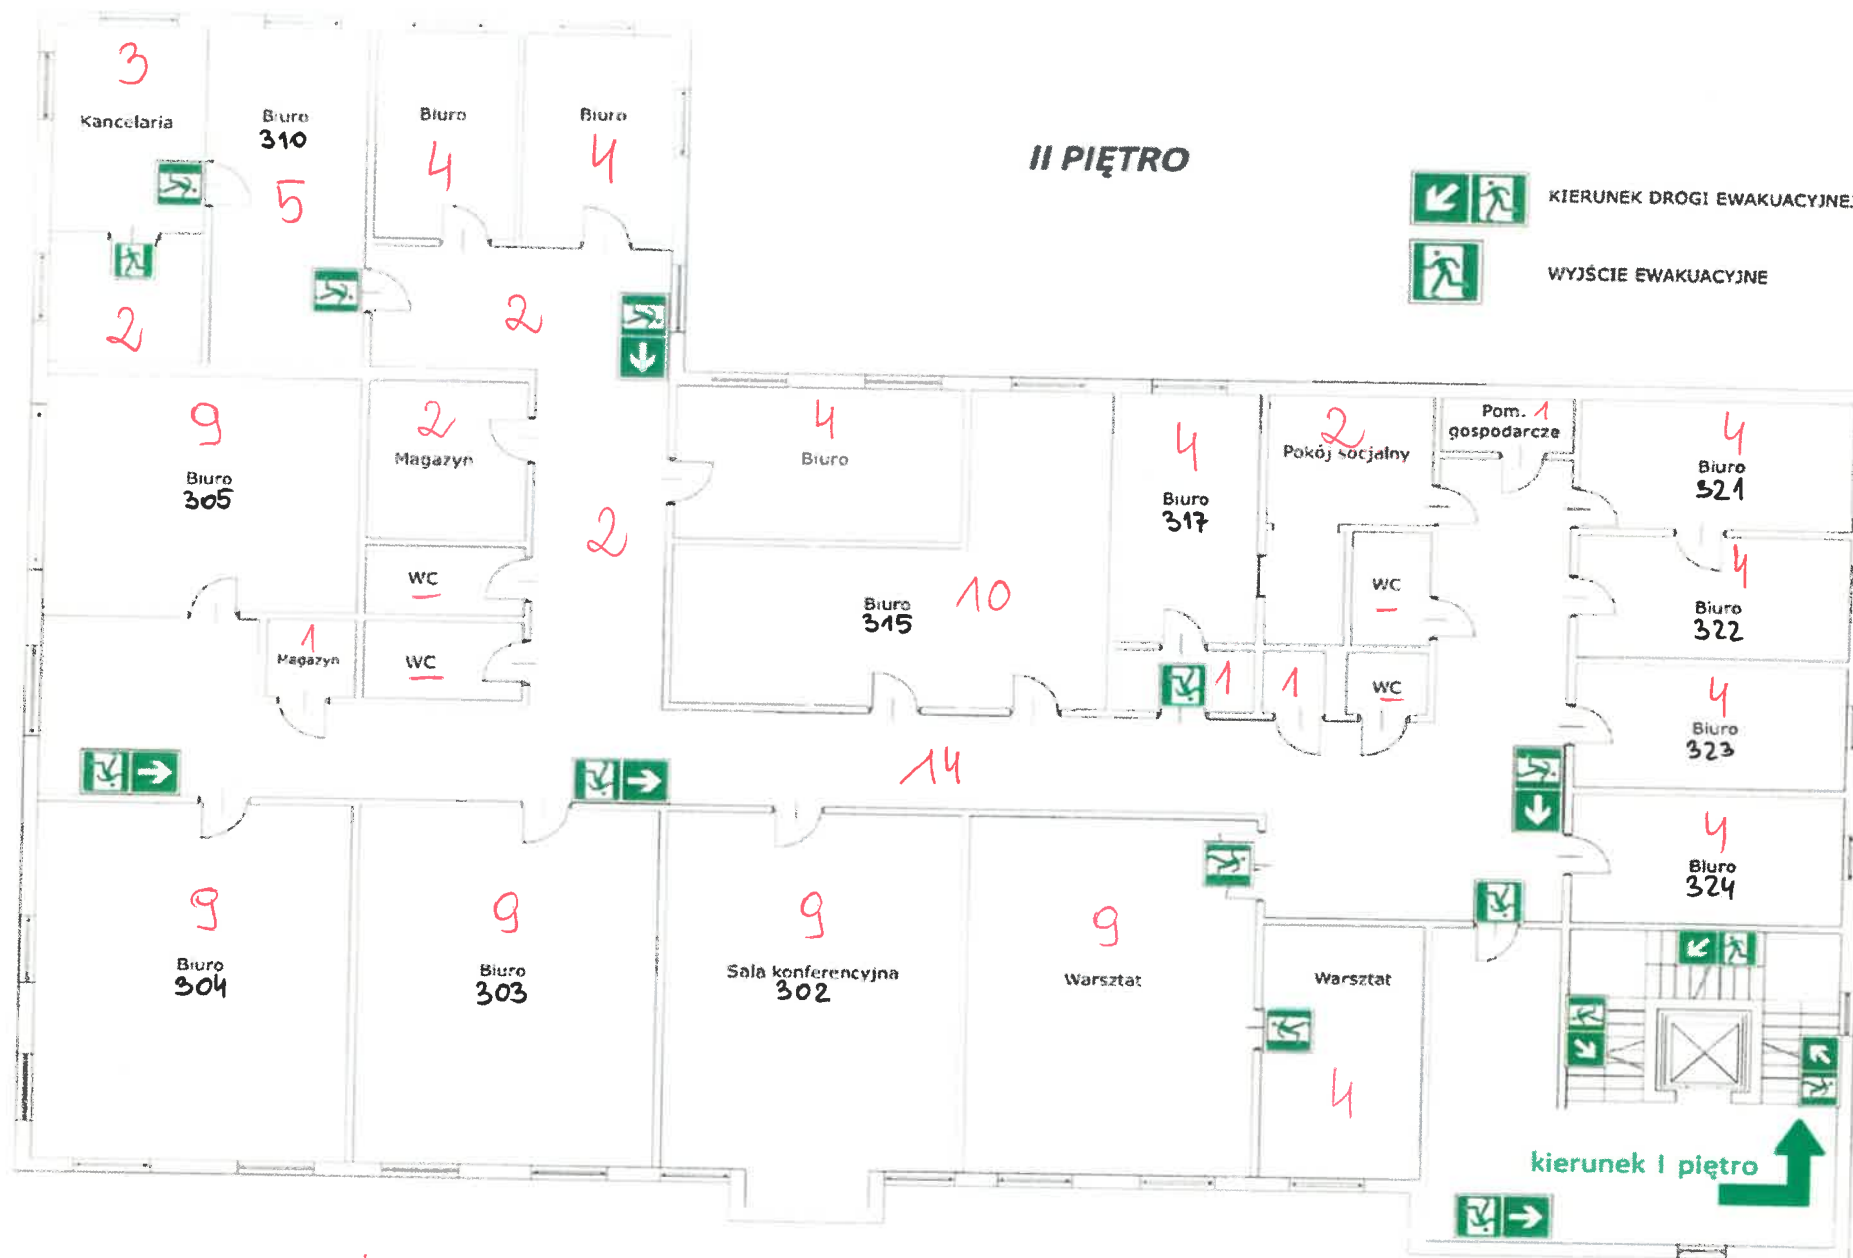 3
Kancelaria
Biuro
310
5
Biuro
4
Biuro
4
II PIĘTRO
KIERUNEK DROGI EWAKUACYJNEJ
WYJŚCIE EWAKUACYJNE
2
2
9
Biuro
305
2
Magazyn
2
4
Biuro
4
Biuro
317
2
Pokój socjalny
Pom. 1
gospodarcze
4
Biuro
321
WC
WC
1
Magazyn
10
Biuro
315
WC
4
Biuro
322
1
1
WC
4
Biuro
323
14
4
Biuro
324
9
Biuro
304
9
Biuro
303
9
Sala konferencyjna
302
9
Warsztat
Warsztat
4
kierunek I piętro